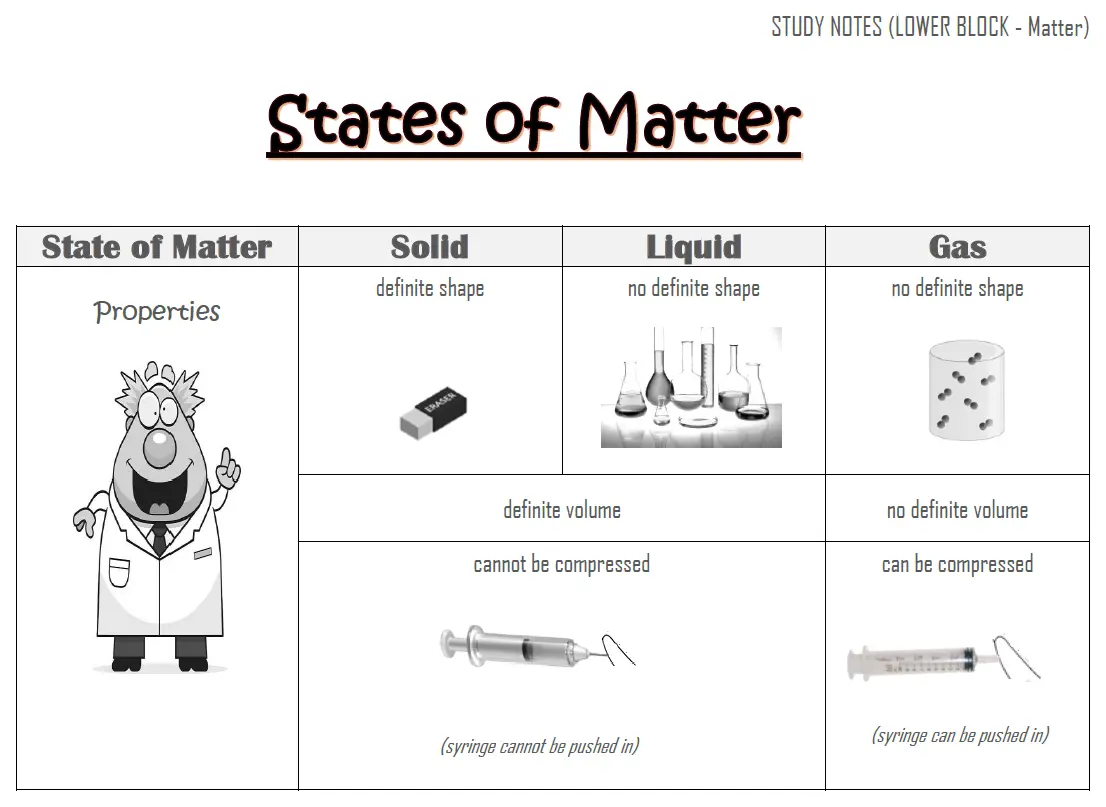 STUDY NOTES (LOWER BLOCK - Matter)
States of Matter
State of Matter
Solid
Liquid
Gas
Properties
definite shape
no definite shape
no definite shape
ERASER
definite volume
no definite volume
cannot be compressed
can be compressed
(syringe cannot be pushed in)
(syringe can be pushed in)